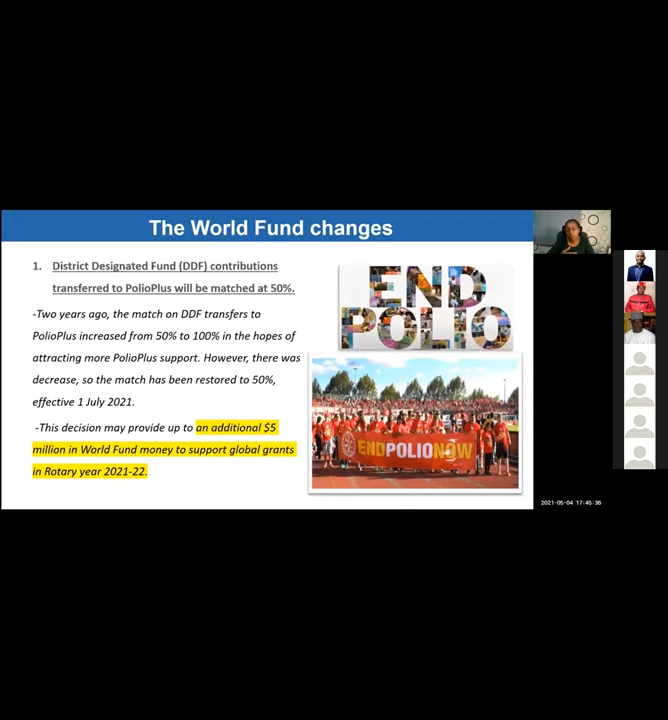 The World Fund changes
1. District Designated Fund (DDF) contributions
transferred to PolioPlus will be matched at 50%.
-Two years ago, the match on DDF transfers to
PolioPlus increased from 50% to 100% in the hopes of
attracting more PolioPlus support. However, there was
decrease, so the match has been restored to 50%,
effective 1 July 2021.
-This decision may provide up to an additional $5
million in World Fund money to support global grants
in Rotary year 2021-22.
END
POLIO
ENDPOLIONOW
2021-05-04 17:45:36